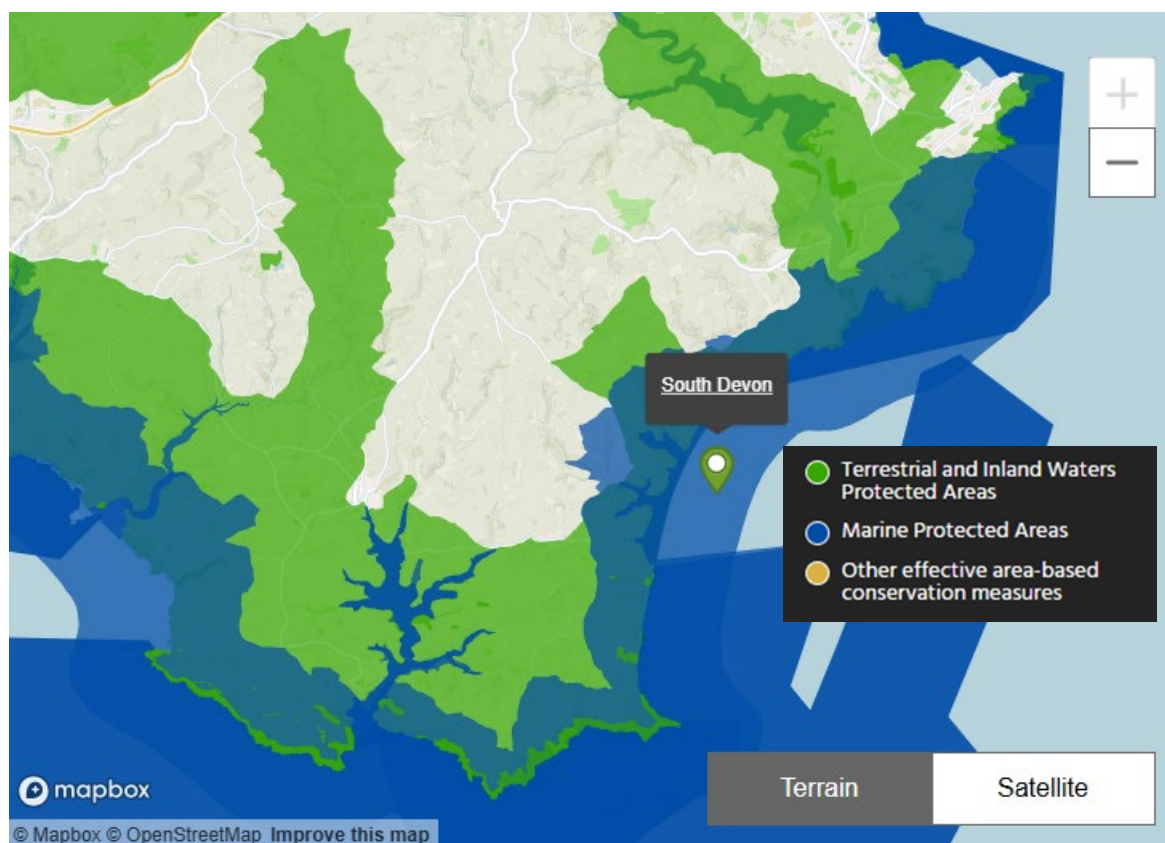 +
−
South Devon
Terrestrial and Inland Waters
Protected Areas
Marine Protected Areas
Other effective area-based
conservation measures
Terrain
Satellite
mapbox
© Mapbox © OpenStreetMap Improve this map